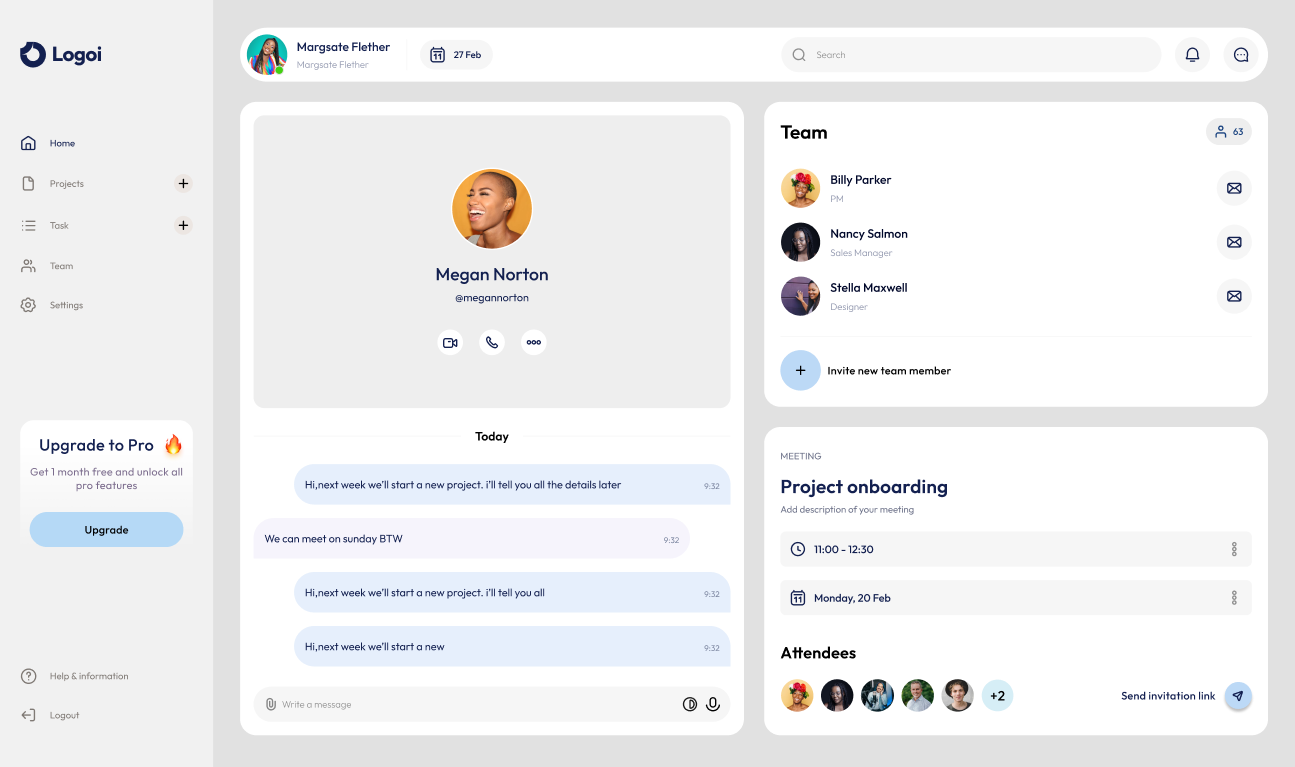 Logoi
Home
Projects
Task
Team
Settings
Upgrade to Pro
Get 1 month free and unlock all
pro features
Upgrade
Help & information
Logout
Margsate Flether
Margsate Flether
27 Feb
Search
Megan Norton
@megannorton
Today
Hi,next week we'll start a new project. i'll tell you all the details later
9:32
We can meet on sunday BTW
9:32
Hi,next week we'll start a new project. i'll tell you all
9:32
Hi,next week we'll start a new
9:32
Write a message
Team
63
Billy Parker
PM
Nancy Salmon
Sales Manager
Stella Maxwell
Designer
Invite new team member
MEETING
Project onboarding
Add description of your meeting
11:00 - 12:30
Monday, 20 Feb
Attendees
+2
Send invitation link